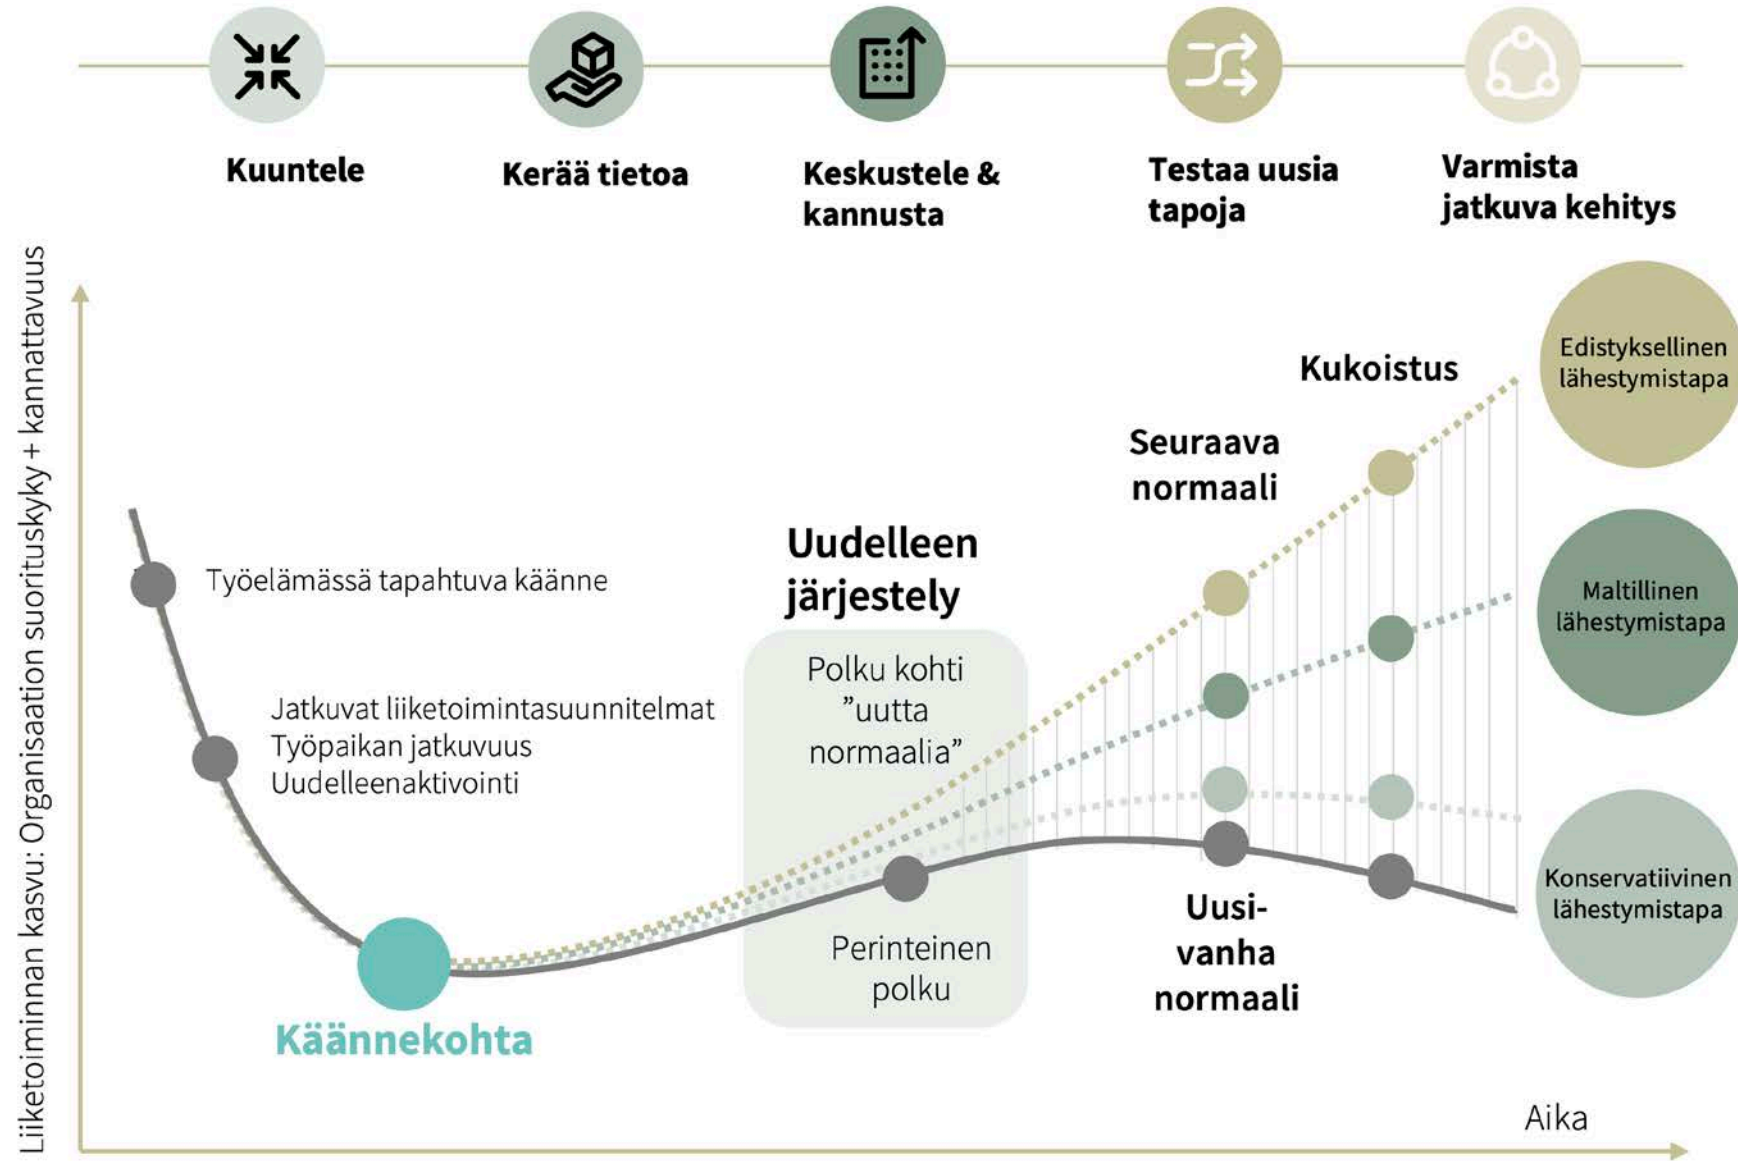 Kuuntele
Kerää tietoa
Keskustele &
kannusta
Testaa uusia
tapoja
Varmista
jatkuva kehitys
Liiketoiminnan kasvu: Organisaation suorituskyky + kannattavuus
Edistyksellinen
lähestymistapa
Kukoistus
Seuraava
normaali
Uudelleen
järjestely
Työelämässä tapahtuva käänne
Maltillinen
lähestymistapa
Polku kohti
”uutta
normaalia”
Jatkuvat liiketoimintasuunnitelmat
Työpaikan jatkuvuus
Uudelleenaktivointi
Konservatiivinen
lähestymistapa
Uusi-
vanha
normaali
Perinteinen
polku
Käännekohta
Aika